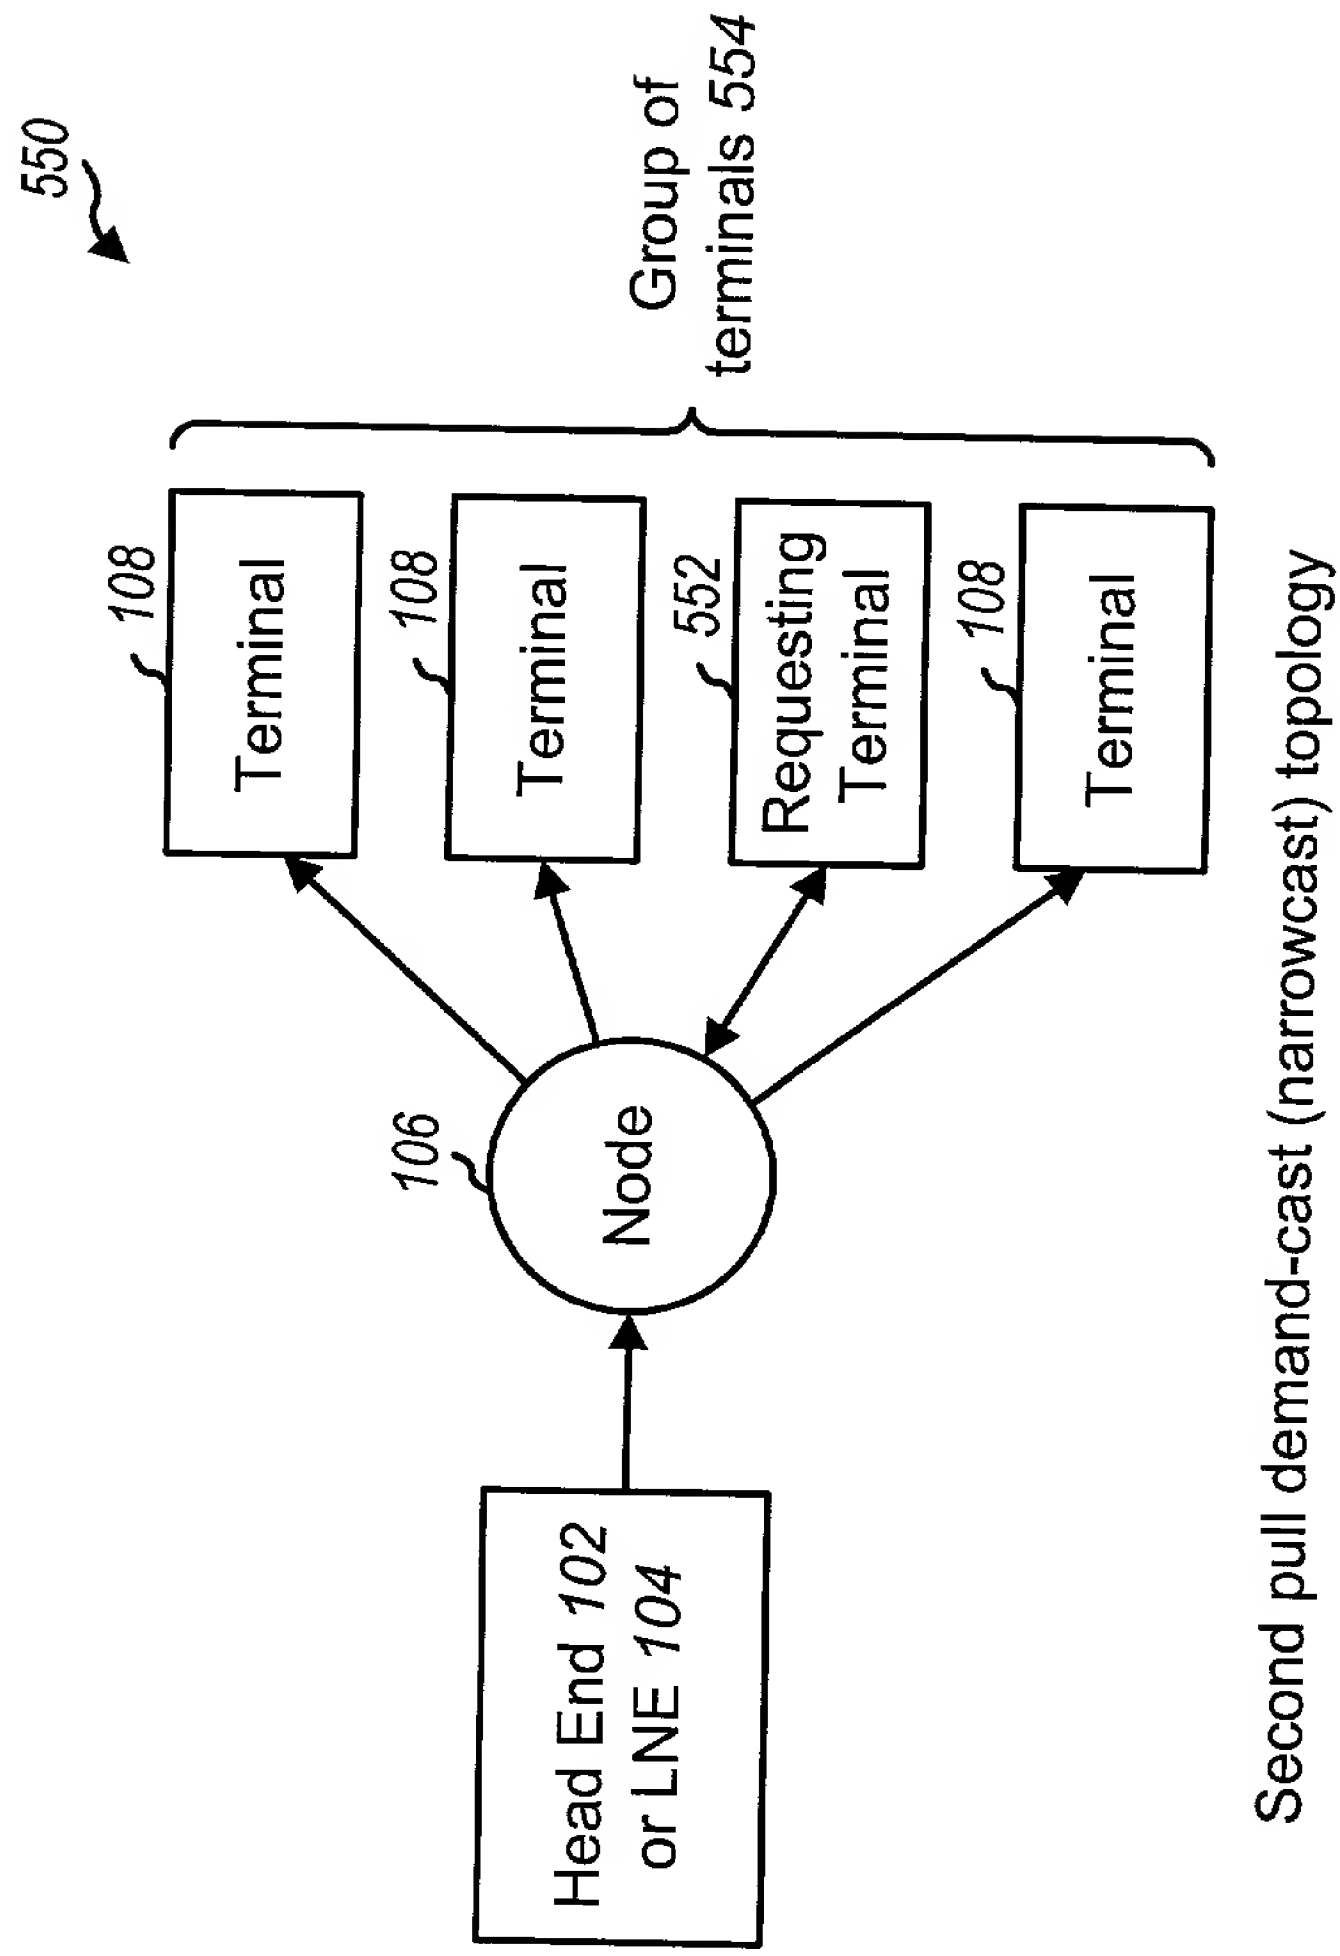 550
108
Terminal
108
Terminal
552
Requesting
Terminal
108
Terminal
Group of
terminals 554
106
Node
Head End 102
or LNE 104
Second pull demand-cast (narrowcast) topology